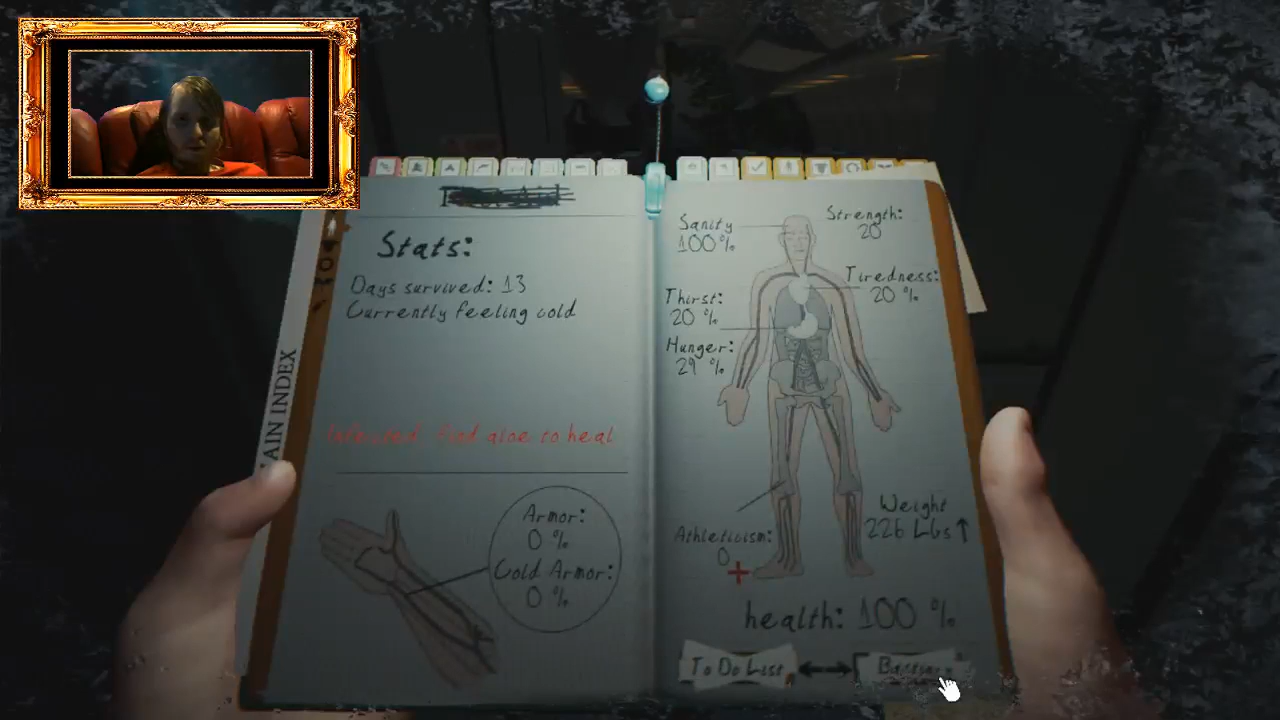 Stats:
Days survived: 13
Currently feeling cold
Infected find aloe to heal
Armor:
0 %
Cold Armor:
0 %
MAIN INDEX
Sanity
100%
Strength:
20
Tiredness:
20 %
Thirst:
20 %
Hunger:
29 %
Athleticism:
0
Weight
226 Lbs
health: 100 %
To Do List